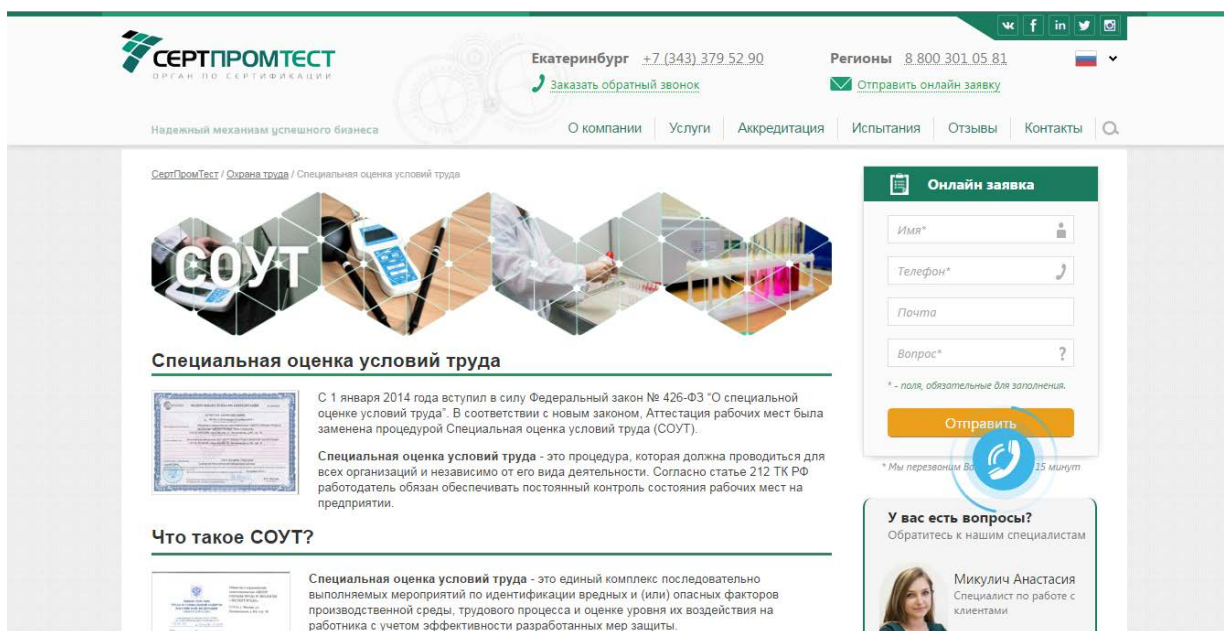 СЕРТПРОМТЕСТ
ОРГАН ПО СЕРТИФИКАЦИИ
Екатеринбург +7 (343) 379 52 90
Заказать обратный звонок
Регионы 8 800 301 05 81
Отправить онлайн заявку
Надежный механизм успешного бизнеса
О компании Услуги Аккредитация Испытания Отзывы Контакты
СертПромТест / Охрана труда / Специальная оценка условий труда
СОУТ
Специальная оценка условий труда
С 1 января 2014 года вступил в силу Федеральный закон № 426-ФЗ "О специальной
оценке условий труда". В соответствии с новым законом, Аттестация рабочих мест была
заменена процедурой Специальная оценка условий труда (СОУТ).
Специальная оценка условий труда - это процедура, которая должна проводиться для
всех организаций и независимо от его вида деятельности. Согласно статье 212 ТК РФ
работодатель обязан обеспечивать постоянный контроль состояния рабочих мест на
предприятии.
Что такое СОУТ?
Специальная оценка условий труда - это единый комплекс последовательно
выполняемых мероприятий по идентификации вредных и (или) опасных факторов
производственной среды, трудового процесса и оценке уровня их воздействия на
работника с учетом эффективности разработанных мер защиты.
Онлайн заявка
Имя*
Телефон*
Почта
Вопрос*
* - поля, обязательные для заполнения.
Отправить
* Мы перезвоним 15 минут
У вас есть вопросы?
Обратитесь к нашим специалистам
Микулич Анастасия
Специалист по работе с
клиентами